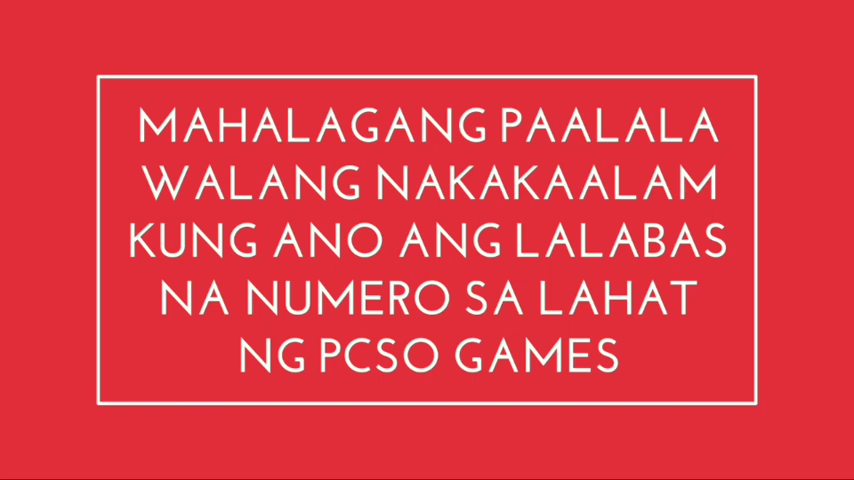 MAHALAGANG PAALALA
WALANG NAKAKAALAM
KUNG ANO ANG LALABAS
NA NUMERO SA LAHAT
NG PCSO GAMES